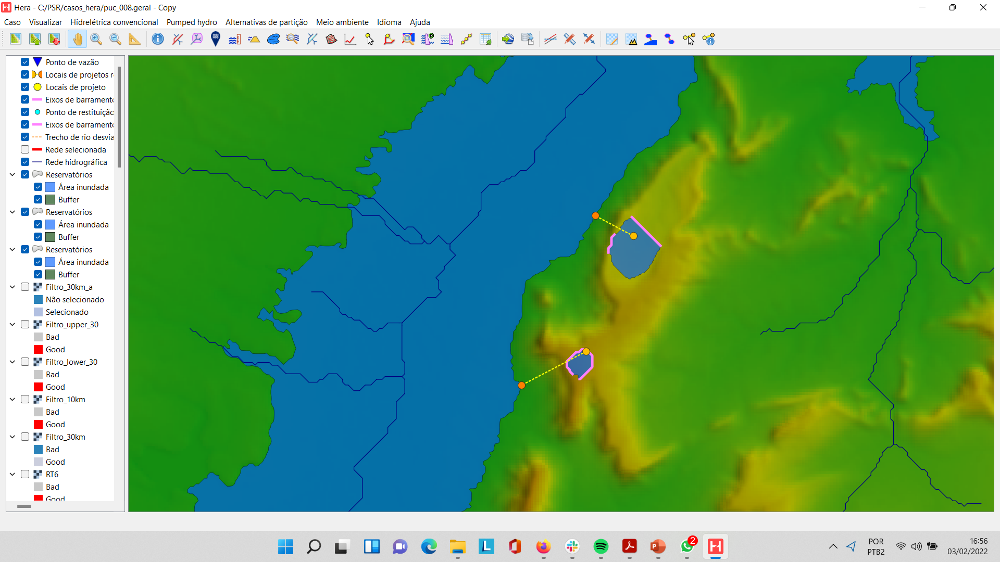 Hera - C:/PSR/casos_hera/puc_008.geral - Copy
Caso Visualizar Hidrelétrica convencional Pumped hydro Alternativas de partição Meio ambiente Idioma Ajuda
Ponto de vazão
Locais de projetos r
Locais de projeto
Eixos de barramento
Ponto de restituição
Eixos de barramento
Trecho de rio desvia
Rede selecionada
Rede hidrográfica
Reservatórios
Área inundada
Buffer
Reservatórios
Área inundada
Buffer
Reservatórios
Área inundada
Buffer
Filtro_30km_a
Não selecionado
Selecionado
Filtro_upper_30
Bad
Good
Filtro_lower_30
Bad
Good
Filtro_10km
Bad
Good
Filtro_30km
Bad
Good
RT6
Bad
Good
POR
PTB2
16:56
03/02/2022
2